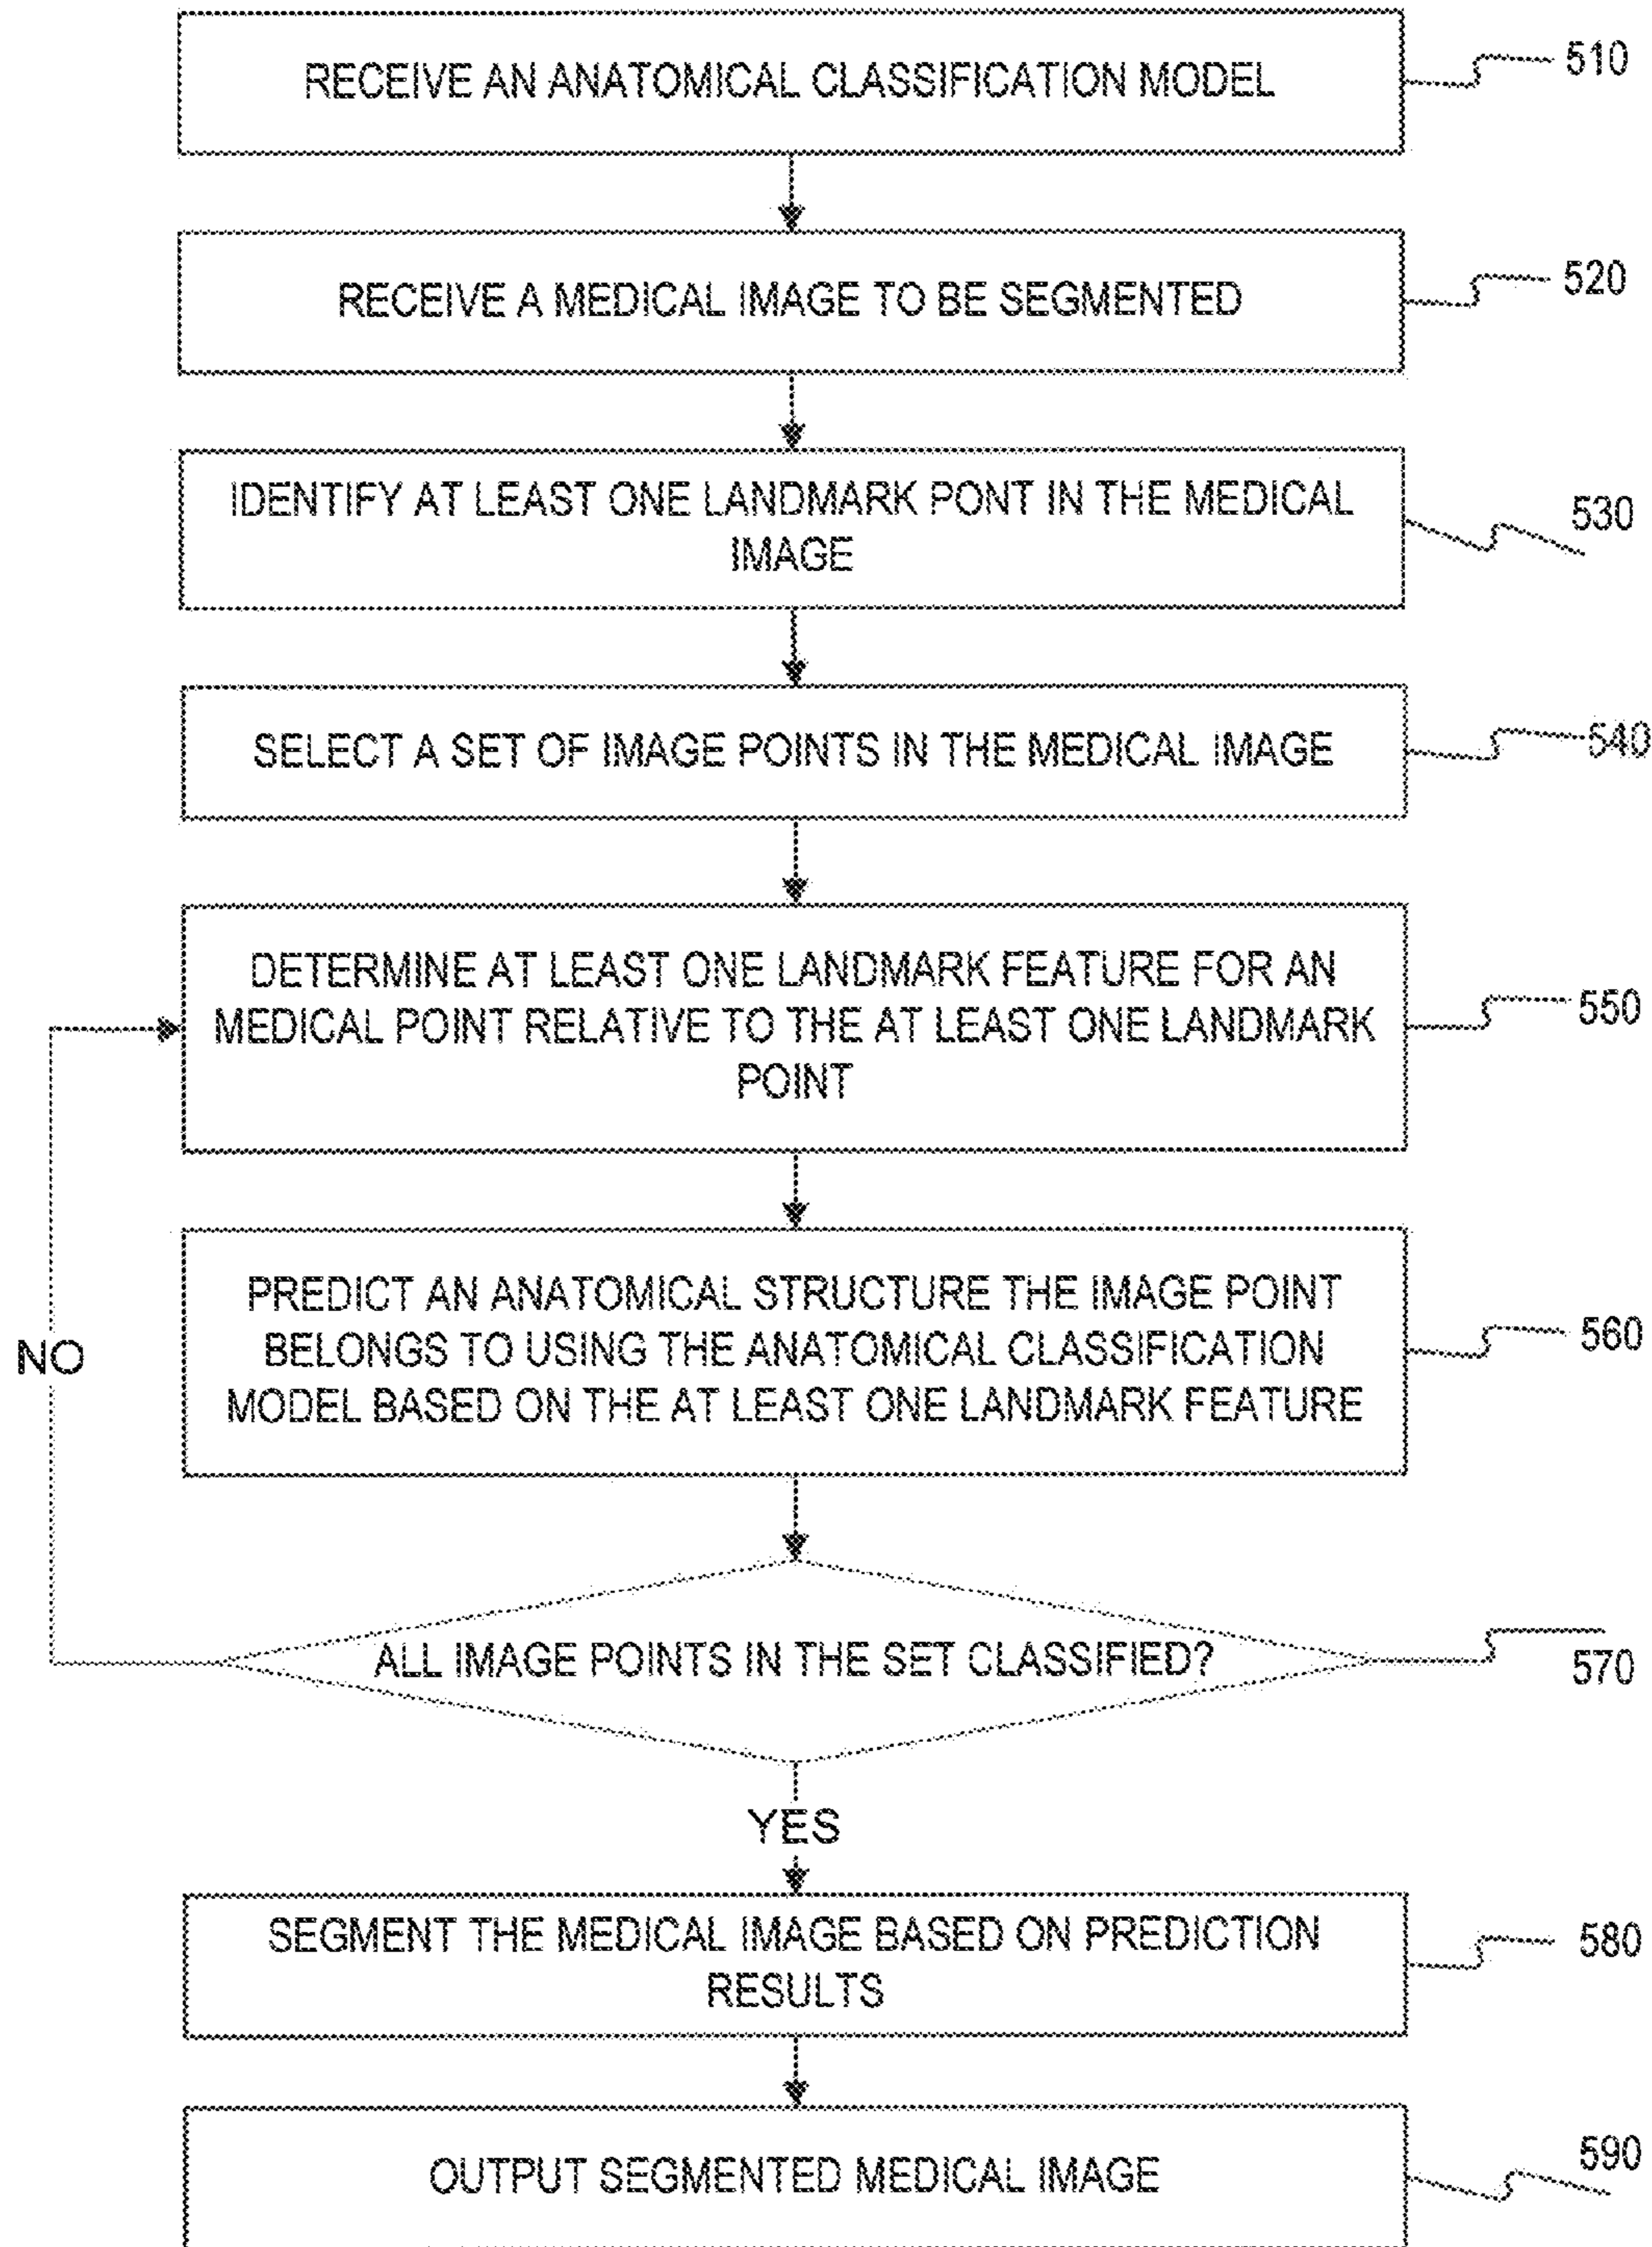 RECEIVE AN ANATOMICAL CLASSIFICATION MODEL
510
RECEIVE A MEDICAL IMAGE TO BE SEGMENTED
520
IDENTIFY AT LEAST ONE LANDMARK PONT IN THE MEDICAL
IMAGE
530
SELECT A SET OF IMAGE POINTS IN THE MEDICAL IMAGE
540
DETERMINE AT LEAST ONE LANDMARK FEATURE FOR AN
MEDICAL POINT RELATIVE TO THE AT LEAST ONE LANDMARK
POINT
550
PREDICT AN ANATOMICAL STRUCTURE THE IMAGE POINT
BELONGS TO USING THE ANATOMICAL CLASSIFICATION
MODEL BASED ON THE AT LEAST ONE LANDMARK FEATURE
560
NO
ALL IMAGE POINTS IN THE SET CLASSIFIED?
570
YES
SEGMENT THE MEDICAL IMAGE BASED ON PREDICTION
RESULTS
580
OUTPUT SEGMENTED MEDICAL IMAGE
590